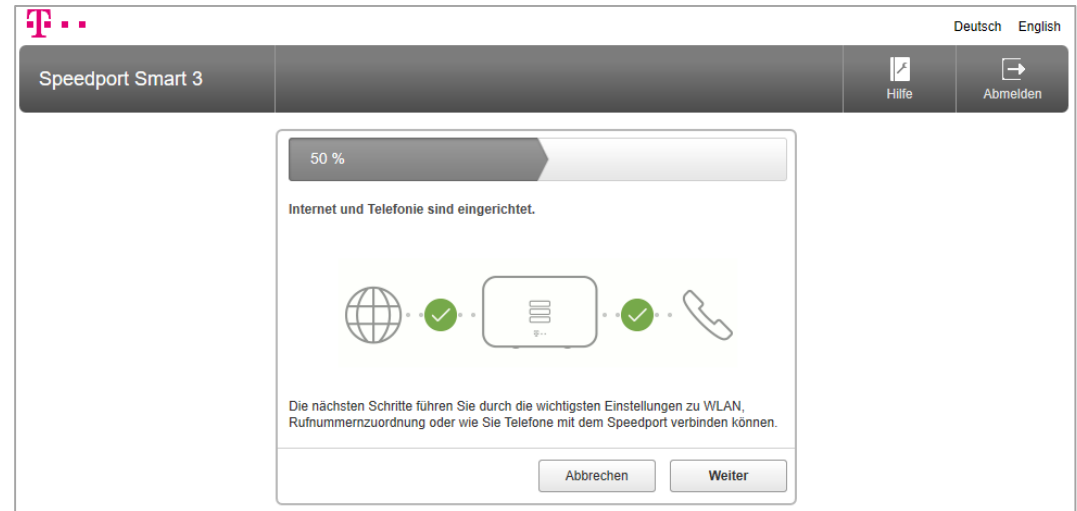 T
Deutsch English
Speedport Smart 3
Hilfe
Abmelden
50 %
Internet und Telefonie sind eingerichtet.
Die nächsten Schritte führen Sie durch die wichtigsten Einstellungen zu WLAN,
Rufnummernzuordnung oder wie Sie Telefone mit dem Speedport verbinden können.
Abbrechen
Weiter